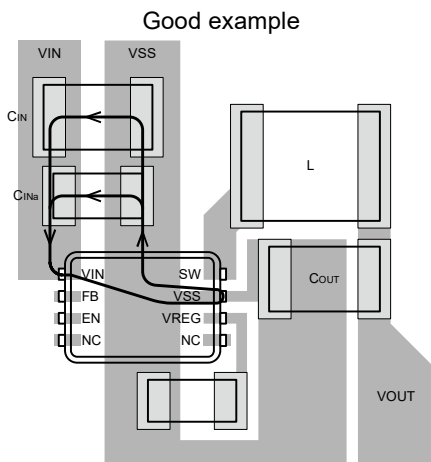 Good example
VIN VSS
CIN
CINa
L
VIN SW
FB VSS
COUT
EN VREG
NC NC
VOUT